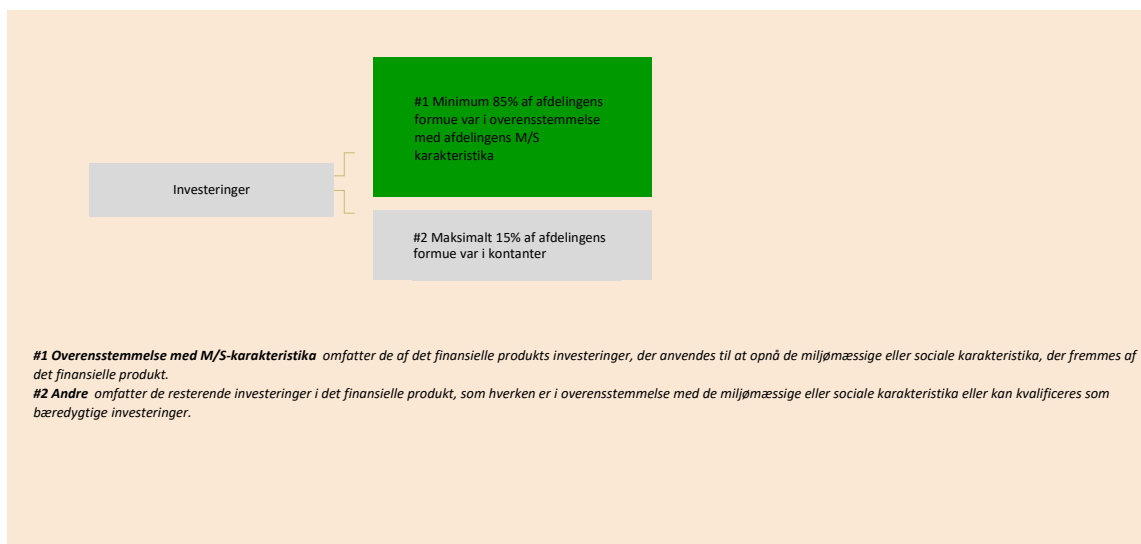 #1 Minimum 85% af afdelingens
formue var i overensstemmelse
med afdelingens M/S
karakteristika
Investeringer
#2 Maksimalt 15% af afdelingens
formue var i kontanter
#1 Overensstemmelse med M/S-karakteristika omfatter de af det finansielle produkts investeringer, der anvendes til at opnå de miljømæssige eller sociale karakteristika, der fremmes af
det finansielle produkt.
#2 Andre omfatter de resterende investeringer i det finansielle produkt, som hverken er i overensstemmelse med de miljømæssige eller sociale karakteristika eller kan kvalificeres som
bæredygtige investeringer.